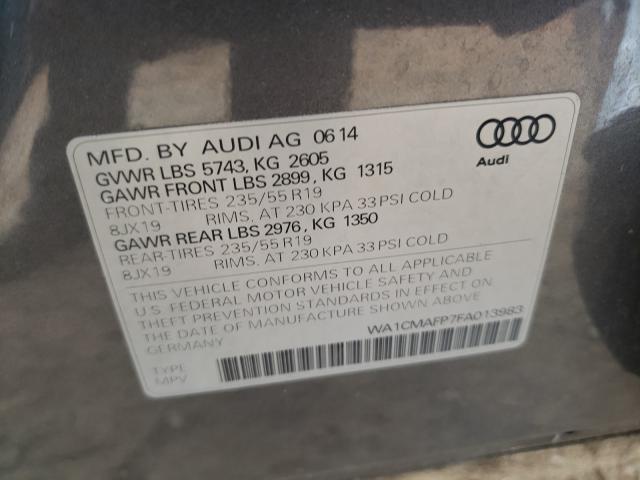 MFD. BY AUDI AG 06 14
GVWR LBS 5743, KG 2605
GAWR FRONT LBS 2899, KG 1315
FRONT-TIRES 235/55 R19
8JX19 RIMS. AT 230 KPA 33 PSI COLD
GAWR REAR LBS 2976, KG 1350
REAR-TIRES 235/55 R19
8JX19 RIMS. AT 230 KPA 33 PSI COLD
THIS VEHICLE CONFORMS TO ALL APPLICABLE
U.S. FEDERAL MOTOR VEHICLE SAFETY AND
THEFT PREVENTION STANDARDS IN EFFECT ON
THE DATE OF MANUFACTURE SHOWN ABOVE
GERMANY
WA1CMAFP7FA013983
TYPE
MPV
Audi